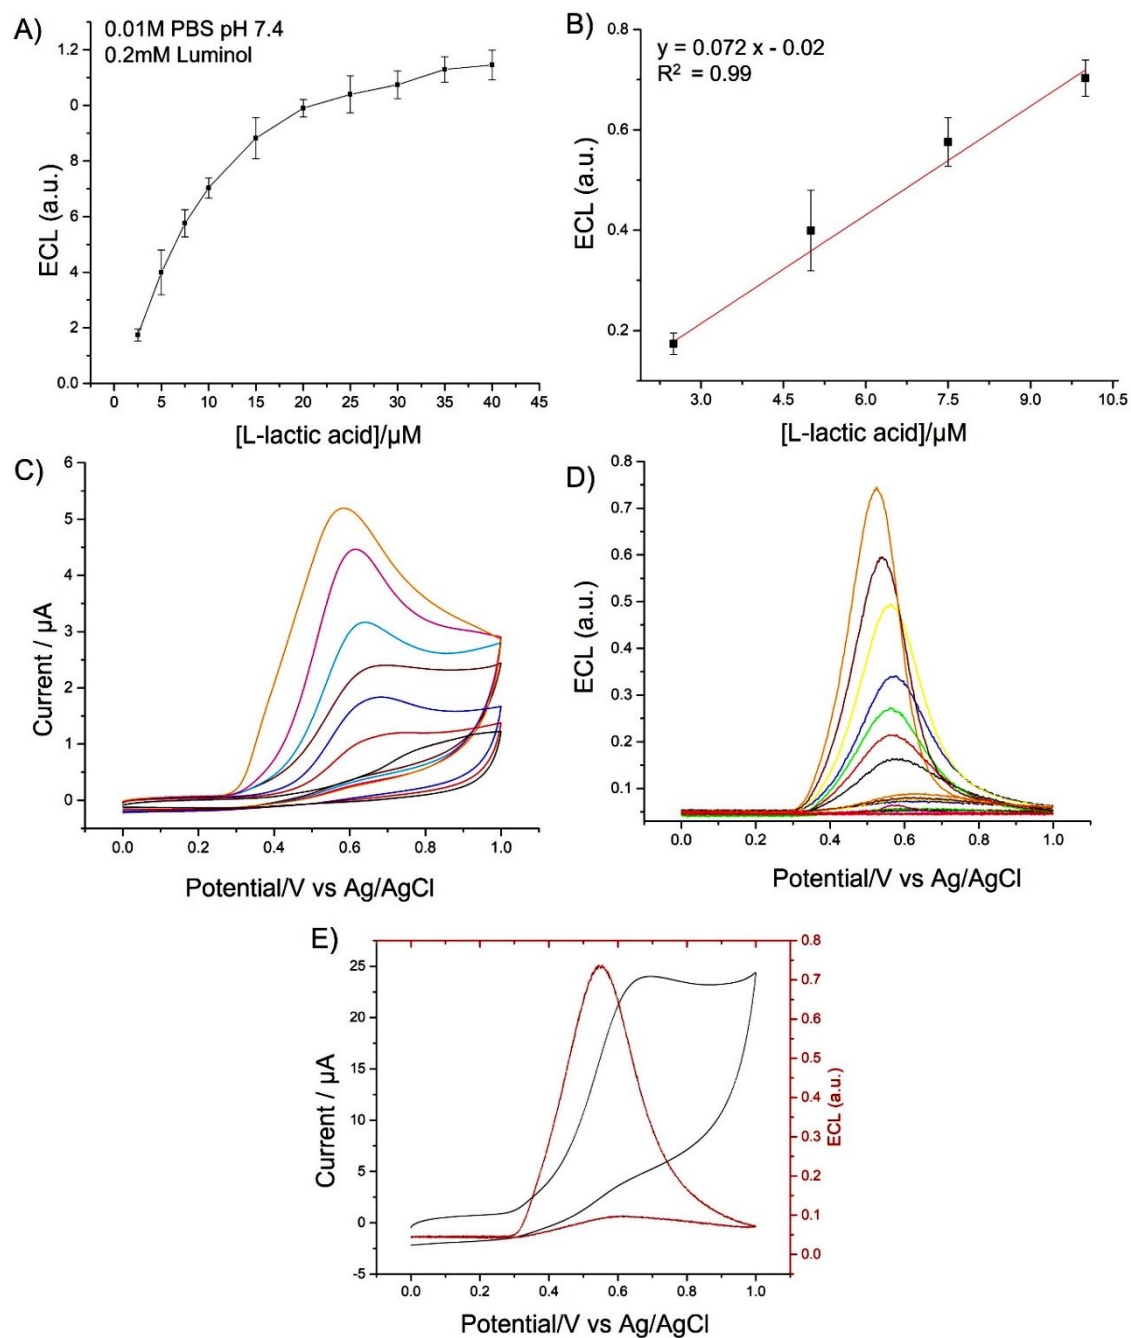 A)
0.01M PBS pH 7.4
0.2mM Luminol
1.2
0
8
6
4
2
0.0
ECL (a.u.)
0 5 10 15 20 25 30 35 40 45
[L-lactic acid]/µM
B)
y = 0.072 x - 0.02
R² = 0.99
0.8
0.6
0.4
0.2
ECL (a.u.)
3.0 4.5 6.0 7.5 9.0 10.5
[L-lactic acid]/µM
C)
6
5
4
3
2
1
0
Current / µA
0.0 0.2 0.4 0.6 0.8 1.0
Potential/V vs Ag/AgCl
D)
0.8
0.7
0.6
0.5
0.4
0.3
0.2
0.1
ECL (a.u.)
0.0 0.2 0.4 0.6 0.8 1.0
Potential/V vs Ag/AgCl
E)
25
20
15
10
5
0
-5
Current / µA
0.8
0.7
0.6
0.5
0.4
0.3
0.2
0.1
0.0
ECL (a.u.)
0.0 0.2 0.4 0.6 0.8 1.0
Potential/V vs Ag/AgCl